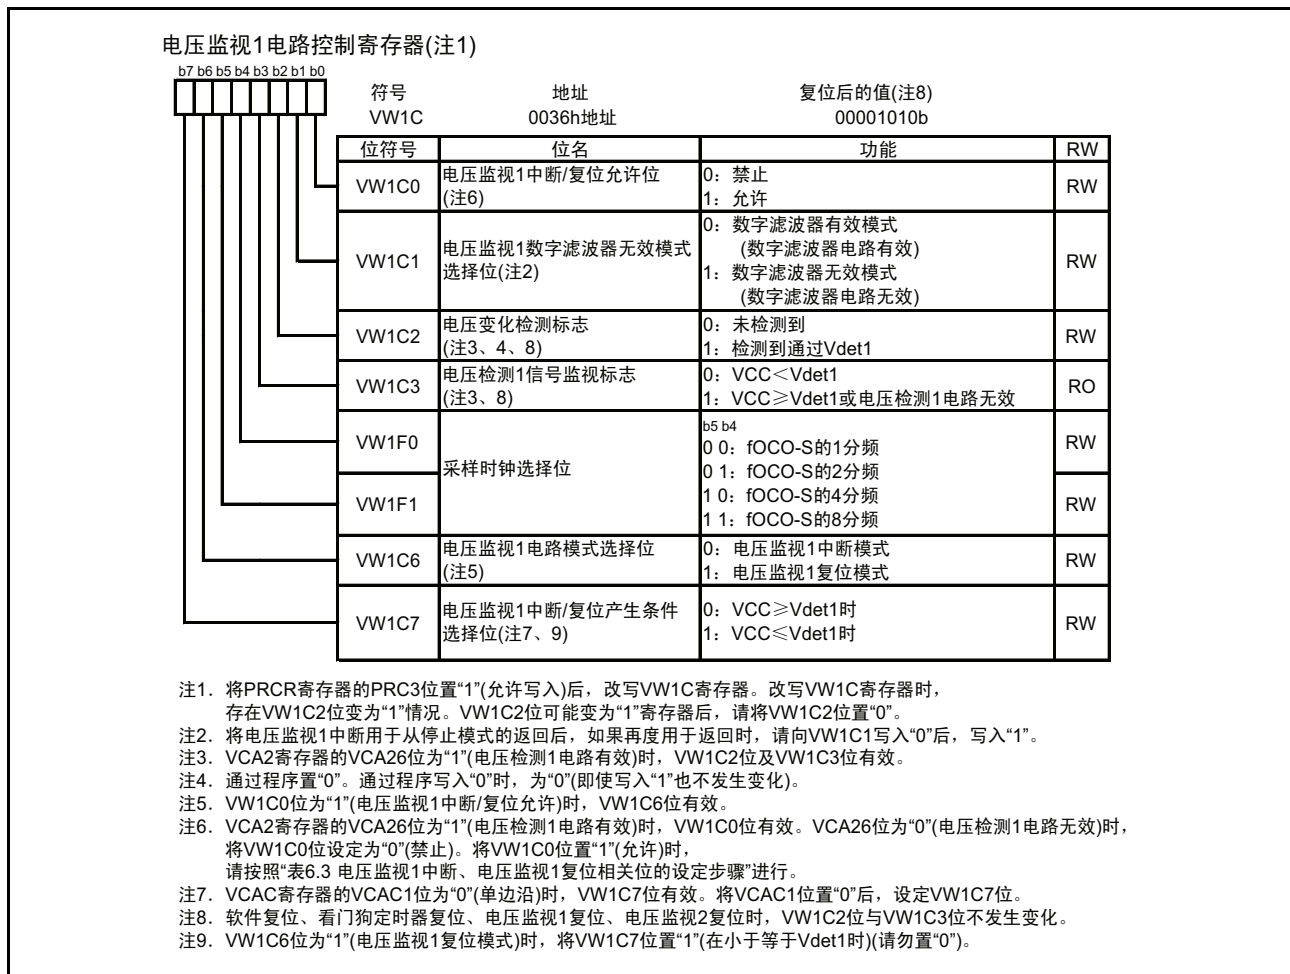 电压监视1电路控制寄存器(注1)
b7 b6 b5 b4 b3 b2 b1 b0
符号 地址 复位后的值(注8)
VW1C 0036h地址 00001010b
位符号 位名 功能 RW
VW1C0 电压监视1中断/复位允许位
(注6)
0：禁止
1：允许
RW
VW1C1 电压监视1数字滤波器无效模式
选择位(注2)
0：数字滤波器有效模式
(数字滤波器电路有效)
1：数字滤波器无效模式
(数字滤波器电路无效)
RW
VW1C2 电压变化检测标志
(注3、4、8)
0：未检测到
1：检测到通过Vdet1
RW
VW1C3 电压检测1信号监视标志
(注3、8)
0：VCC＜Vdet1
1：VCC≥Vdet1或电压检测1电路无效
RO
VW1F0
VW1F1
采样时钟选择位
b5 b4
0 0：fOCO-S的1分频
0 1：fOCO-S的2分频
1 0：fOCO-S的4分频
1 1：fOCO-S的8分频
RW
RW
VW1C6 电压监视1电路模式选择位
(注5)
0：电压监视1中断模式
1：电压监视1复位模式
RW
VW1C7 电压监视1中断/复位产生条件
选择位(注7、9)
0：VCC≥Vdet1时
1：VCC≤Vdet1时
RW
注1. 将PRCR寄存器的PRC3位置“1”(允许写入)后，改写VW1C寄存器。改写VW1C寄存器时，
存在VW1C2位变为“1”情况。VW1C2位可能变为“1”寄存器后，请将VW1C2位置“0”。
注2. 将电压监视1中断用于从停止模式的返回后，如果再度用于返回时，请向VW1C1写入“0”后，写入“1”。
注3. VCA2寄存器的VCA26位为“1”(电压检测1电路有效)时，VW1C2位及VW1C3位有效。
注4. 通过程序置“0”。通过程序写入“0”时，为“0”(即使写入“1”也不发生变化)。
注5. VW1C0位为“1”(电压监视1中断/复位允许)时，VW1C6位有效。
注6. VCA2寄存器的VCA26位为“1”(电压检测1电路有效)时，VW1C0位有效。VCA26位为“0”(电压检测1电路无效)时，
将VW1C0位设定为“0”(禁止)。将VW1C0位置“1”(允许)时，
请按照“表6.3 电压监视1中断、电压监视1复位相关位的设定步骤”进行。
注7. VCAC寄存器的VCAC1位为“0”(单边沿)时，VW1C7位有效。将VCAC1位置“0”后，设定VW1C7位。
注8. 软件复位、看门狗定时器复位、电压监视1复位、电压监视2复位时，VW1C2位与VW1C3位不发生变化。
注9. VW1C6位为“1”(电压监视1复位模式)时，将VW1C7位置“1”(在小于等于Vdet1时)(请勿置“0”)。